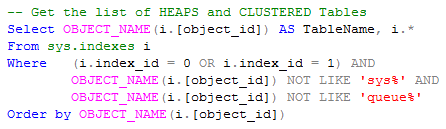 -- Get the list of HEAPS and CLUSTERED Tables
Select OBJECT_NAME(i.[object_id]) AS TableName, i.*
From sys.indexes i
Where    (i.index_id = 0 OR i.index_id = 1) AND
        OBJECT_NAME(i.[object_id]) NOT LIKE 'sys%' AND
        OBJECT_NAME(i.[object_id]) NOT LIKE 'queue%'
Order by OBJECT_NAME(i.[object_id])